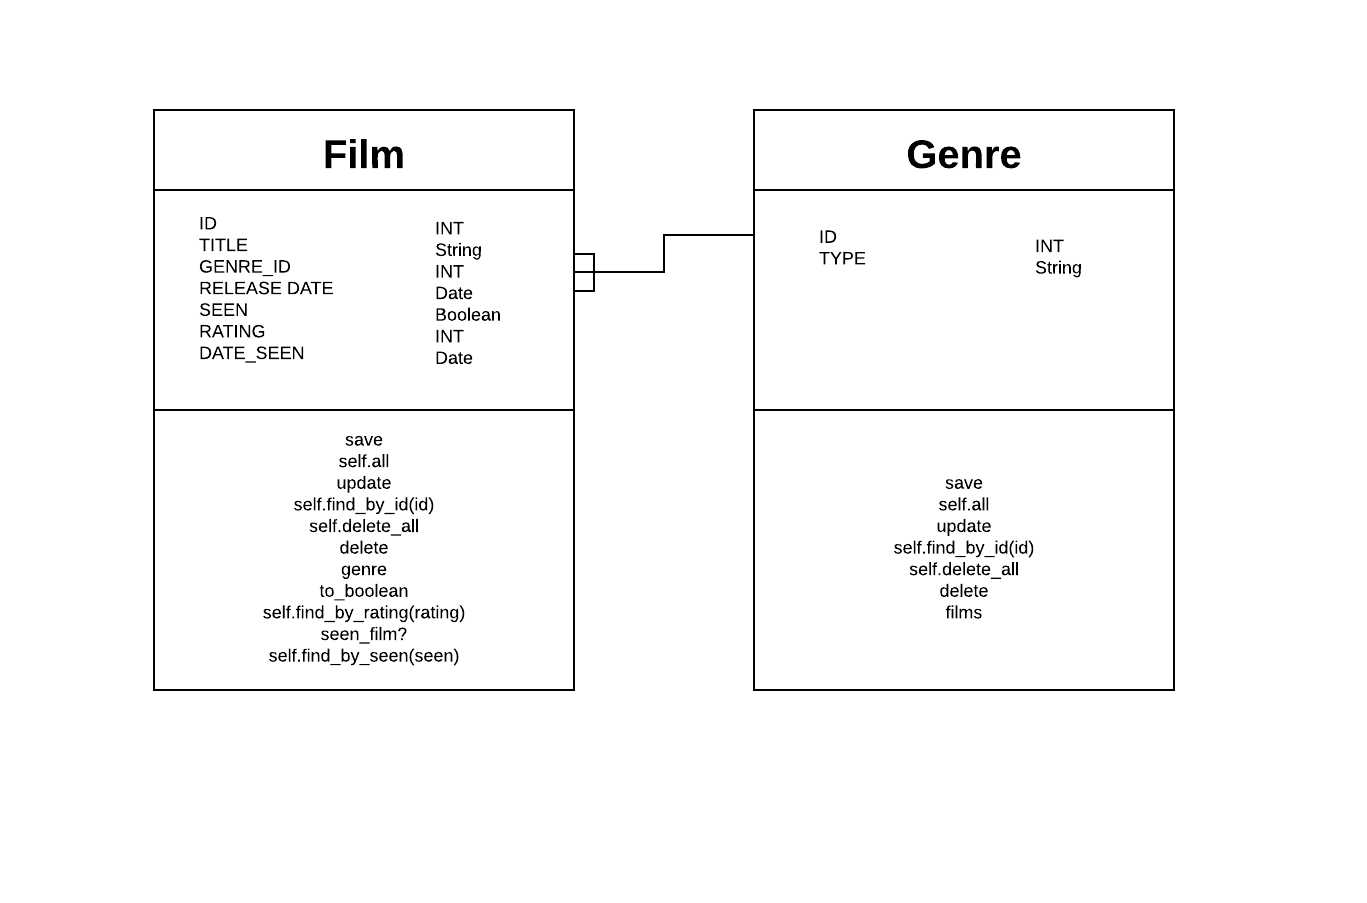 Film
ID INT
TITLE String
GENRE_ID INT
RELEASE DATE Date
SEEN Boolean
RATING INT
DATE_SEEN Date
save
self.all
update
self.find_by_id(id)
self.delete_all
delete
genre
to_boolean
self.find_by_rating(rating)
seen_film?
self.find_by_seen(seen)
Genre
ID INT
TYPE String
save
self.all
update
self.find_by_id(id)
self.delete_all
delete
films